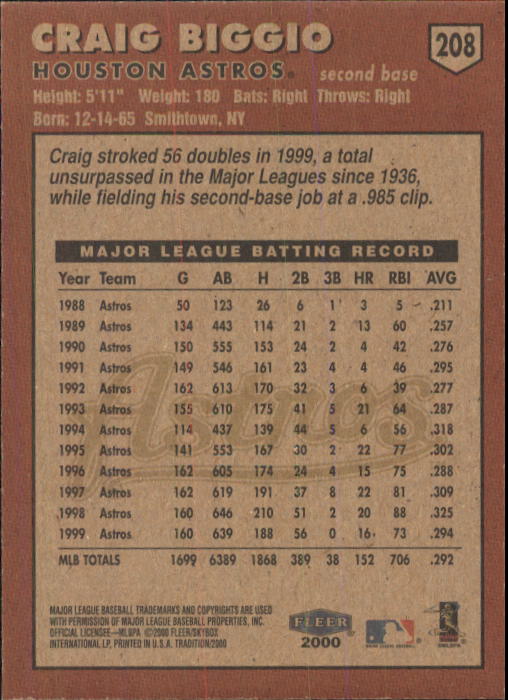 CRAIG BIGGIO
208
HOUSTON ASTROS® second base
Height: 5'11" Weight: 180 Bats: Right Throws: Right
Born: 12-14-65 Smithtown, NY
Craig stroked 56 doubles in 1999, a total
unsurpassed in the Major Leagues since 1936,
while fielding his second-base job at a .985 clip.
MAJOR LEAGUE BATTING RECORD
Year Team G AB H 2B 3B HR RBI AVG
1988 Astros 50 123 26 6 1 3 5 .211
1989 Astros 134 443 114 21 2 13 60 .257
1990 Astros 150 555 153 24 2 4 42 .276
1991 Astros 149 546 161 23 4 4 46 .295
1992 Astros 162 613 170 32 3 6 39 .277
1993 Astros 155 610 175 41 5 21 64 .287
1994 Astros 114 437 139 44 5 6 56 .318
1995 Astros 141 553 167 30 2 22 77 .302
1996 Astros 162 605 174 24 4 15 75 .288
1997 Astros 162 619 191 37 8 22 81 .309
1998 Astros 160 646 210 51 2 20 88 .325
1999 Astros 160 639 188 56 0 16 73 .294
MLB TOTALS 1699 6389 1868 389 38 152 706 .292
Astros
MAJOR LEAGUE BASEBALL TRADEMARKS AND COPYRIGHTS ARE USED
WITH PERMISSION OF MAJOR LEAGUE BASEBALL PROPERTIES, INC.
OFFICIAL LICENSEE—MLBPA ©2000 FLEER/SKYBOX
INTERNATIONAL LP, PRINTED IN U.S.A. TRADITION/2000
FLEER
2000
MAJOR LEAGUE BASEBALL
©MLBPA